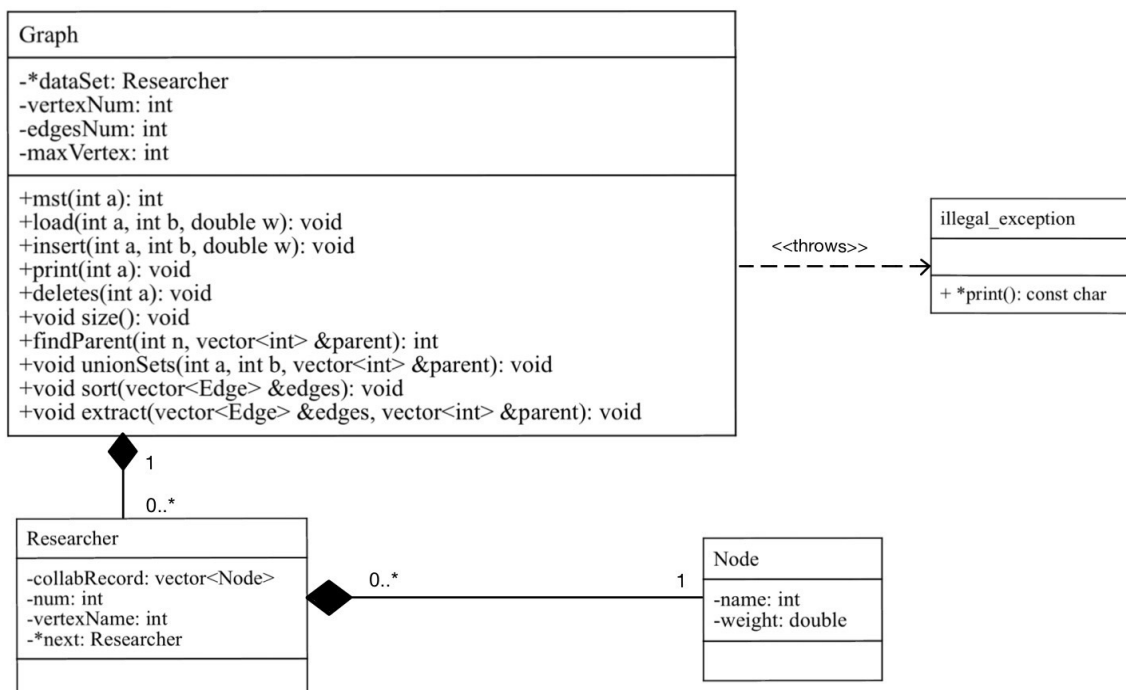 Graph
-*dataSet: Researcher
-vertexNum: int
-edgesNum: int
-maxVertex: int
+mst(int a): int
+load(int a, int b, double w): void
+insert(int a, int b, double w): void
+print(int a): void
+deletes(int a): void
+void size(): void
+findParent(int n, vector<int> &parent): int
+void unionSets(int a, int b, vector<int> &parent): void
+void sort(vector<Edge> &edges): void
+void extract(vector<Edge> &edges, vector<int> &parent): void
<<throws>>
illegal_exception
+ *print(): const char
1
0..*
Researcher
-collabRecord: vector<Node>
-num: int
-vertexName: int
-*next: Researcher
0..*
1
Node
-name: int
-weight: double